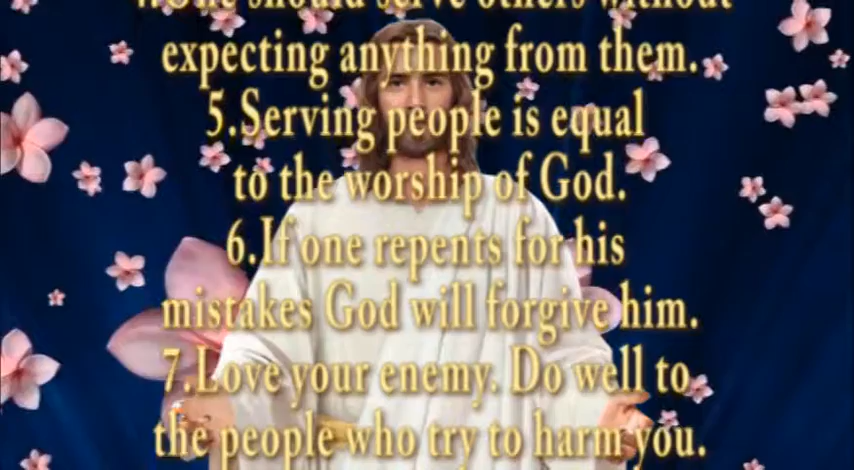 4.One should serve others without
expecting anything from them.
5.Serving people is equal
to the worship of God.
6.If one repents for his
mistakes God will forgive him.
7.Love your enemy. Do well to
the people who try to harm you.